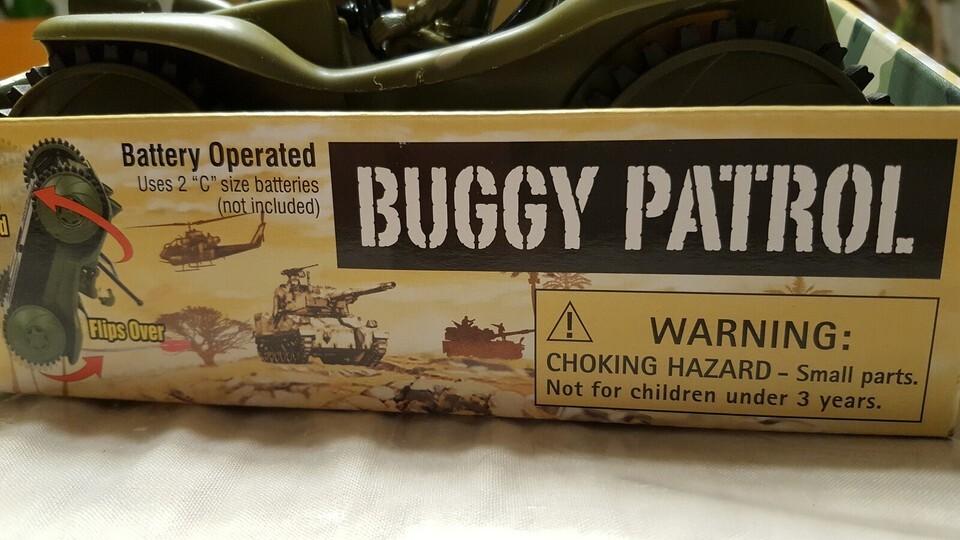 Battery Operated
Uses 2 "C" size batteries
(not included)
BUGGY PATROL
Flips Over
WARNING:
CHOKING HAZARD – Small parts.
Not for children under 3 years.